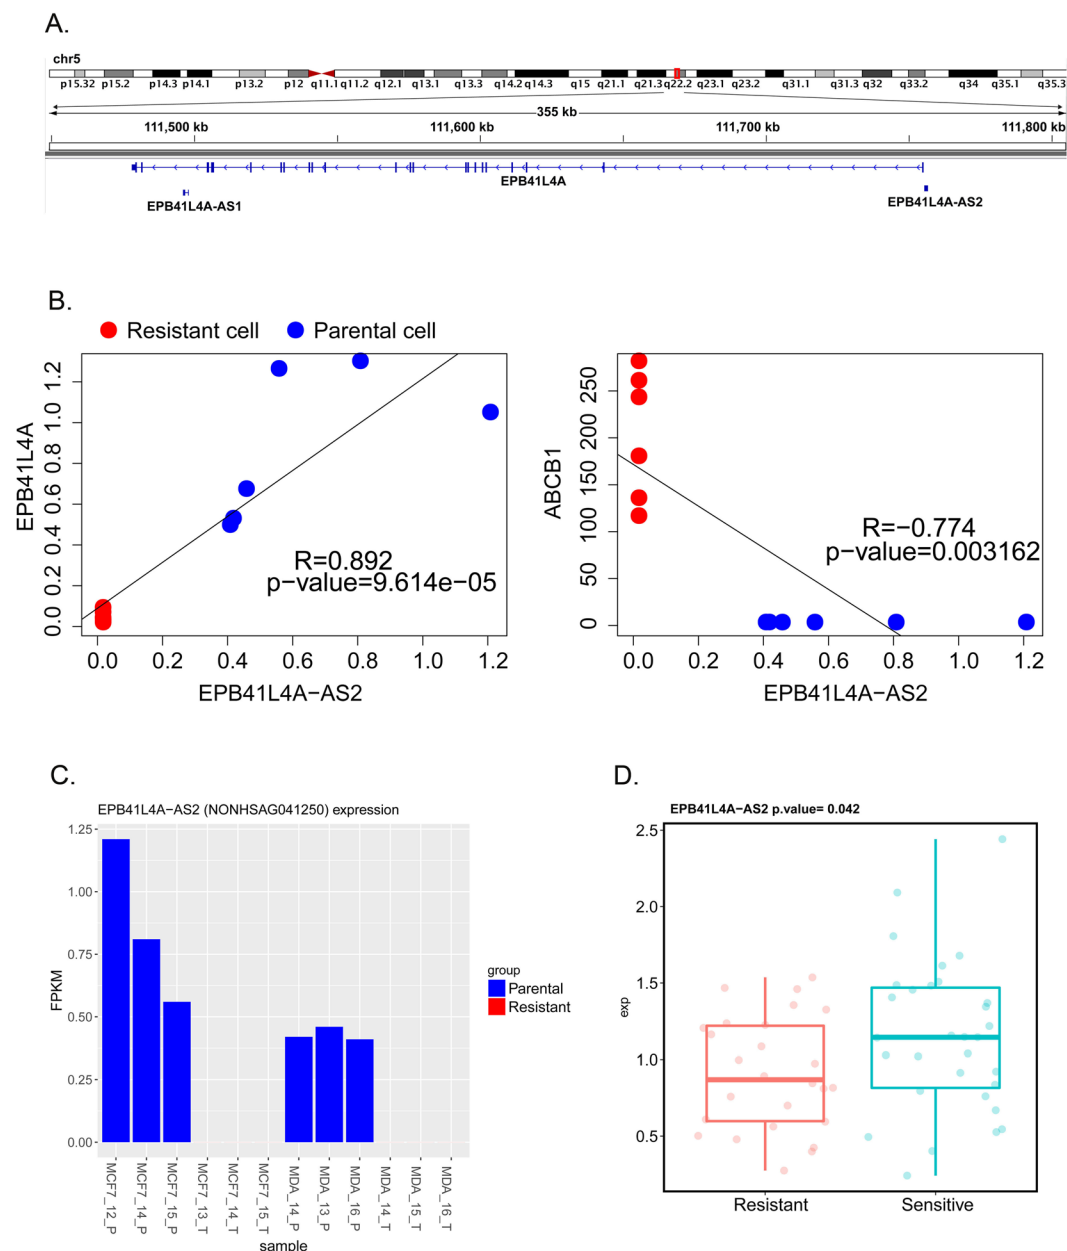 A.
chr5
p15.32 p15.2 p14.3 p14.1 p13.2 p12 q11.1 q11.2 q12.1 q13.1 q13.3 q14.2 q14.3 q15 q21.1 q21.3 q22.2 q23.1 q23.2 q31.1 q31.3 q32 q33.2 q34 q35.1 q35.3
355 kb
111,500 kb 111,600 kb 111,700 kb 111,800 kb
EPB41L4A
EPB41L4A-AS1 EPB41L4A-AS2
B.
Resistant cell Parental cell
EPB41L4A
0.0 0.2 0.4 0.6 0.8 1.0 1.2
R=0.892
p−value=9.614e−05
0.0 0.2 0.4 0.6 0.8 1.0 1.2
EPB41L4A−AS2
ABCB1
0 50 100 150 200 250
R=−0.774
p−value=0.003162
0.0 0.2 0.4 0.6 0.8 1.0 1.2
EPB41L4A−AS2
C.
EPB41L4A−AS2 (NONHSAG041250) expression
FPKM
1.25
1.00
0.75
0.50
0.25
0.00
MCF7_12_P
MCF7_14_P
MCF7_15_P
MCF7_13_T
MCF7_14_T
MCF7_15_T
MDA_14_P
MDA_13_P
MDA_16_P
MDA_14_T
MDA_15_T
MDA_16_T
sample
group
Parental
Resistant
D.
EPB41L4A−AS2 p.value= 0.042
exp
2.5
2.0
1.5
1.0
0.5
Resistant Sensitive